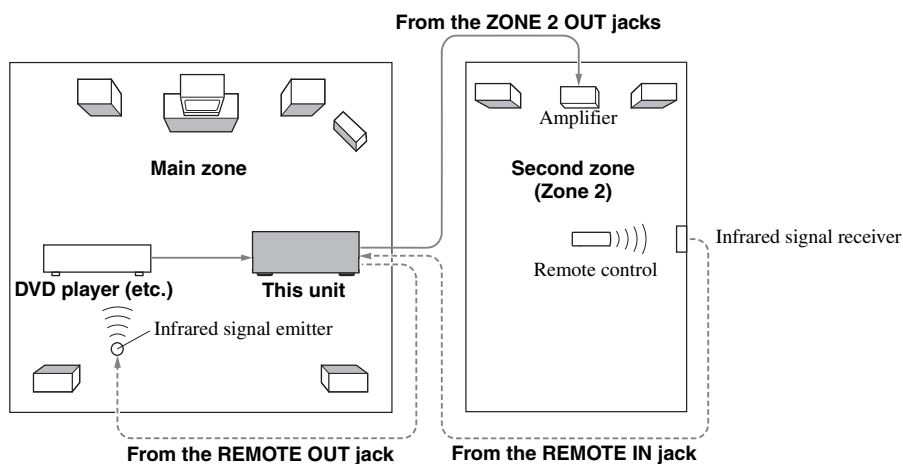 From the ZONE 2 OUT jacks
Amplifier
Main zone
Second zone
(Zone 2)
Infrared signal receiver
Remote control
DVD player (etc.)
This unit
Infrared signal emitter
From the REMOTE OUT jack
From the REMOTE IN jack